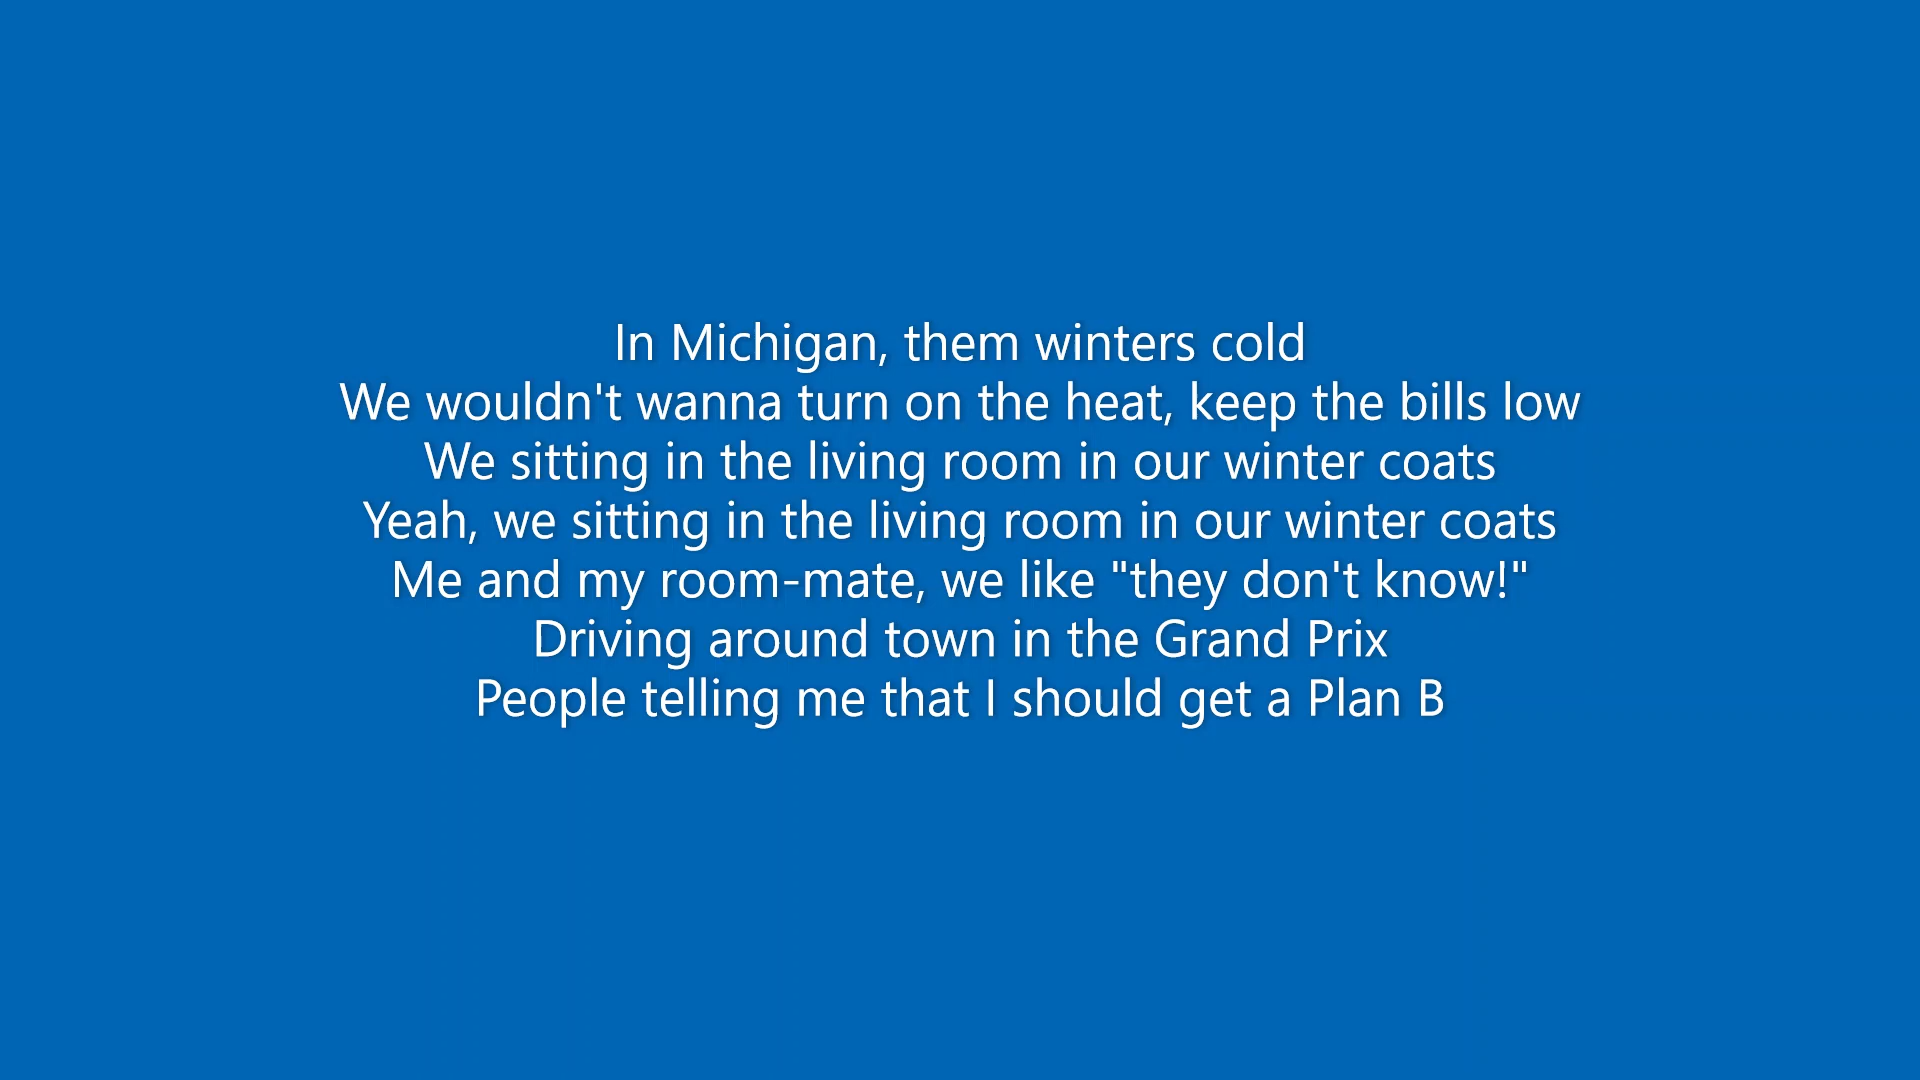 In Michigan, them winters cold
We wouldn't wanna turn on the heat, keep the bills low
We sitting in the living room in our winter coats
Yeah, we sitting in the living room in our winter coats
Me and my room-mate, we like "they don't know!"
Driving around town in the Grand Prix
People telling me that I should get a Plan B